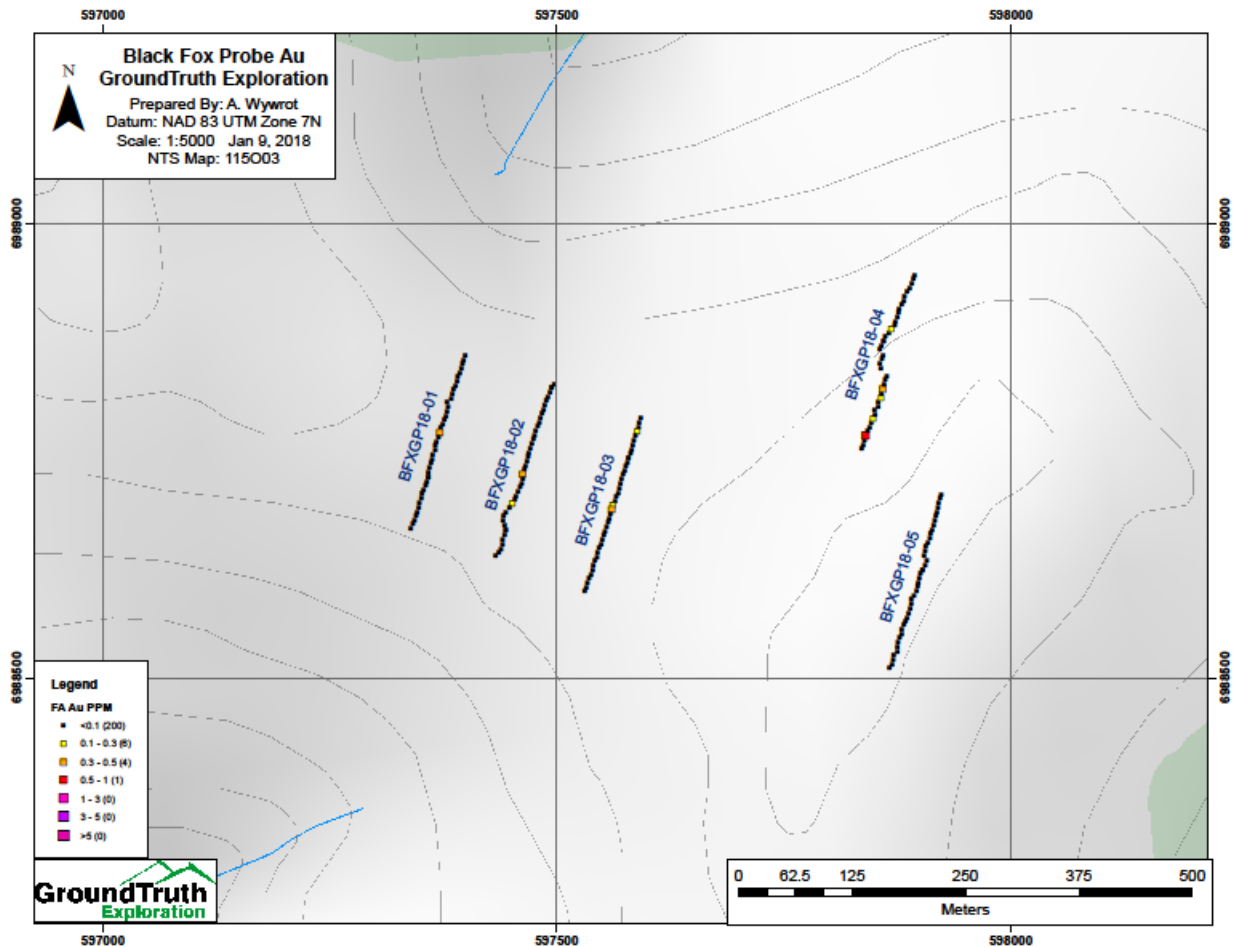 597000
597500
598000
Black Fox Probe Au
GroundTruth Exploration
N
Prepared By: A. Wywrot
Datum: NAD 83 UTM Zone 7N
Scale: 1:5000 Jan 9, 2018
NTS Map: 115O03
6989000
6989000
BFXGP18-01
BFXGP18-02
BFXGP18-03
BFXGP18-04
BFXGP18-05
6988500
6988500
Legend
FA Au PPM
<0.1 (200)
0.1 - 0.3 (6)
0.3 - 0.5 (4)
0.5 - 1 (1)
1 - 3 (0)
3 - 5 (0)
>5 (0)
GroundTruth
Exploration
0 62.5 125 250 375 500
Meters
597000
597500
598000